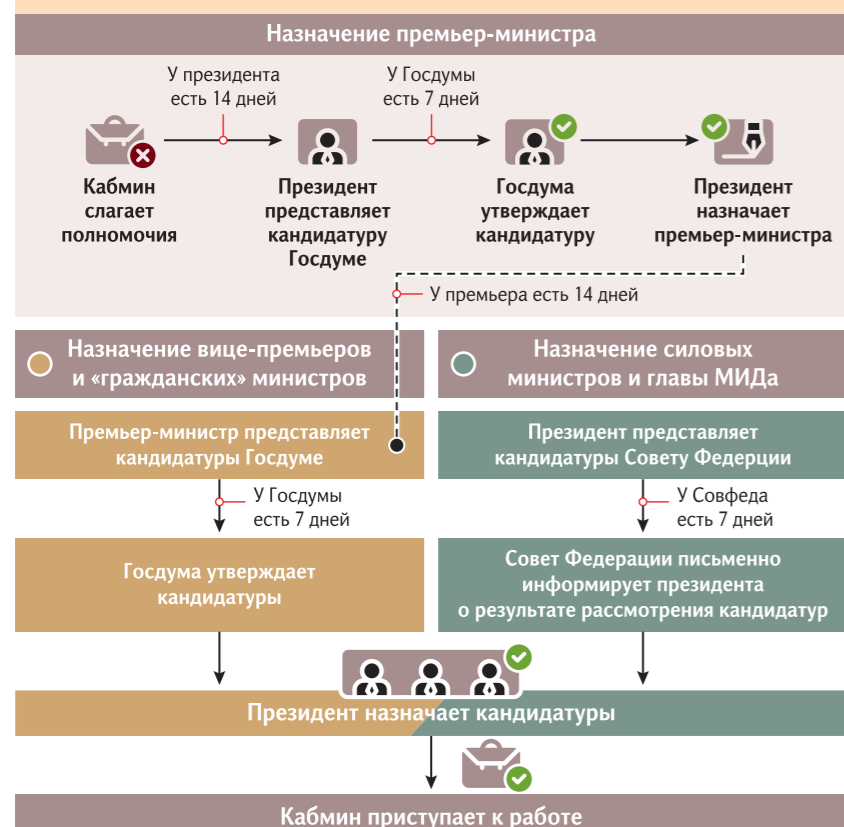 Назначение премьер-министра
У президента
есть 14 дней
У Госдумы
есть 7 дней
Кабмин
слагает
полномочия
Президент
представляет
кандидатуру
Госдуме
Госдума
утверждает
кандидатуру
Президент
назначает
премьер-министра
У премьера есть 14 дней
Назначение вице-премьеров
и «гражданских» министров
Назначение силовых
министров и главы МИДа
Премьер-министр представляет
кандидатуры Госдуме
Президент представляет
кандидатуры Совету Федерции
У Госдумы
есть 7 дней
У Совфеда
есть 7 дней
Госдума утверждает
кандидатуры
Совет Федерации письменно
информирует президента
о результате рассмотрения кандидатур
Президент назначает кандидатуры
Кабмин приступает к работе